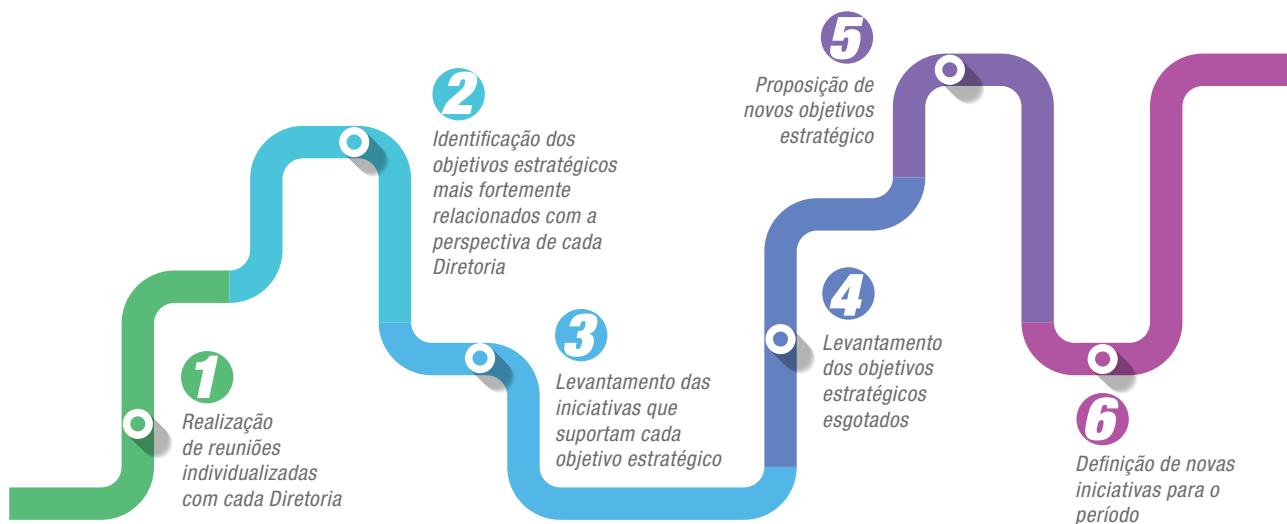 1
Realização
de reuniões
individualizadas
com cada Diretoria
2
Identificação dos
objetivos estratégicos
mais fortemente
relacionados com a
perspectiva de cada
Diretoria
3
Levantamento das
iniciativas que
suportam cada
objetivo estratégico
4
Levantamento
dos objetivos
estratégicos
esgotados
5
Proposição de
novos objetivos
estratégico
6
Definição de novas
iniciativas para o
período